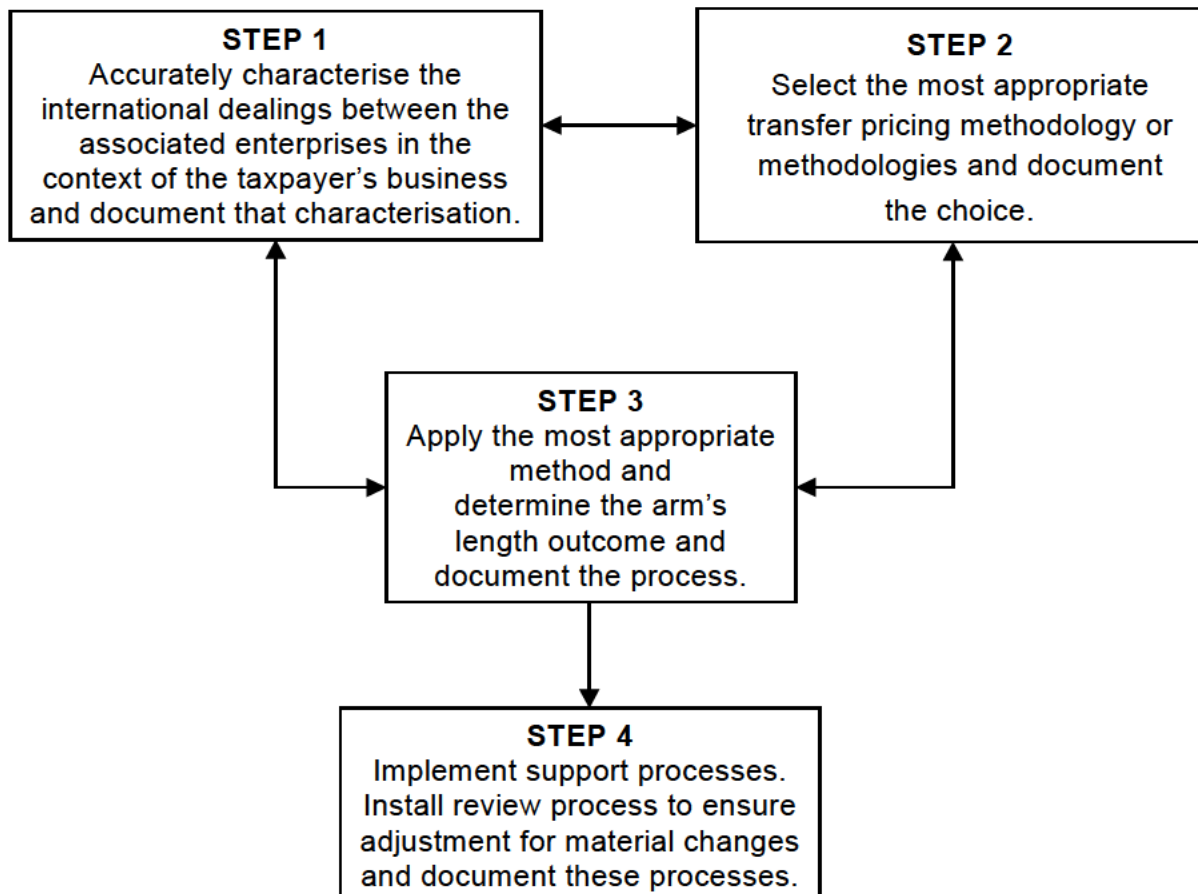 STEP 1
Accurately characterise the
international dealings between the
associated enterprises in the
context of the taxpayer’s business
and document that characterisation.
STEP 2
Select the most appropriate
transfer pricing methodology or
methodologies and document
the choice.
STEP 3
Apply the most appropriate
method and
determine the arm’s
length outcome and
document the process.
STEP 4
Implement support processes.
Install review process to ensure
adjustment for material changes
and document these processes.